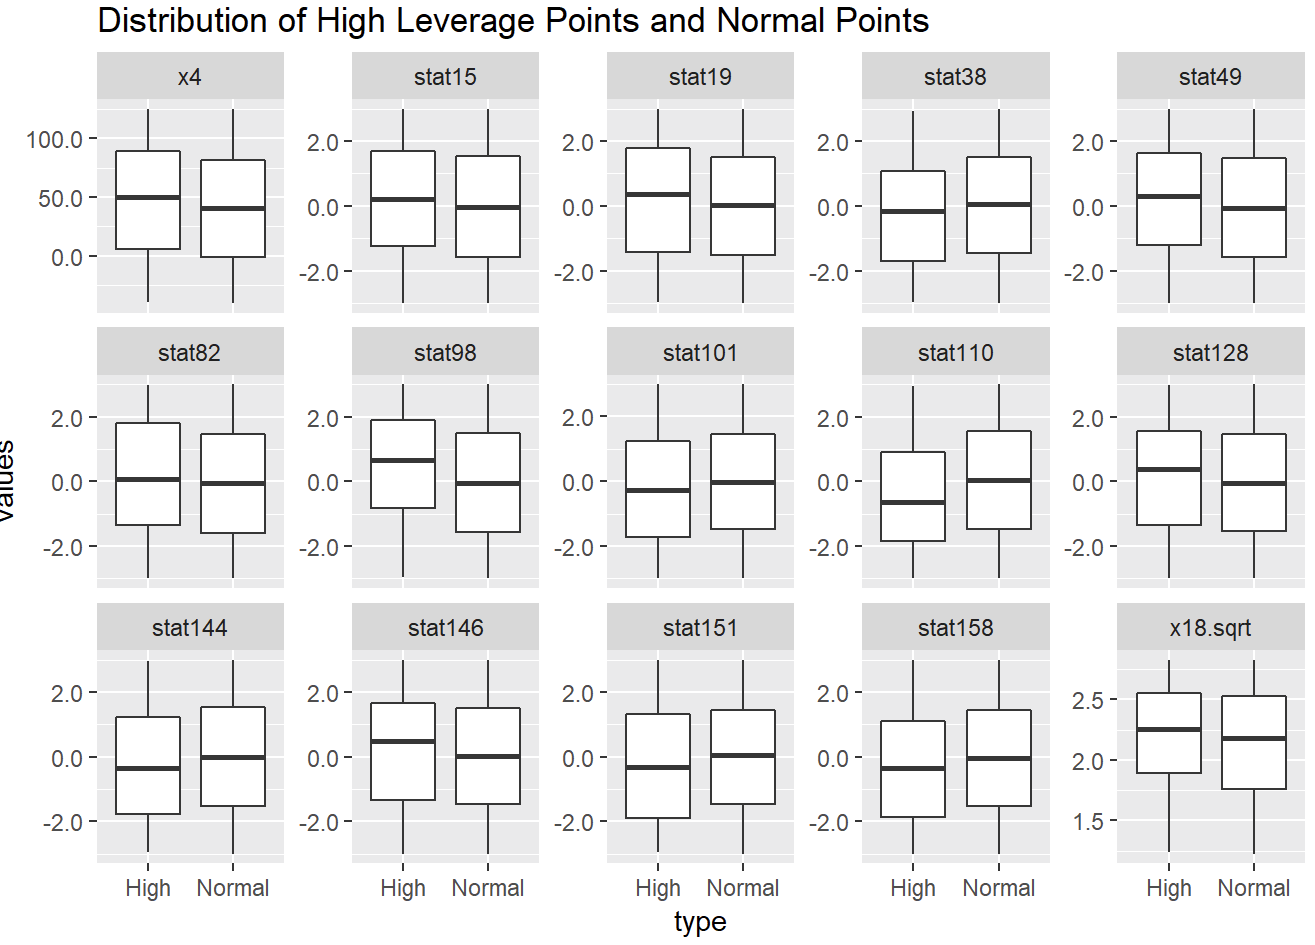 Distribution of High Leverage Points and Normal Points
x4 stat15 stat19 stat38 stat49
100.0 50.0 0.0 2.0 0.0 -2.0 2.0 0.0 -2.0 2.0 0.0 -2.0 2.0 0.0 -2.0
stat82 stat98 stat101 stat110 stat128
2.0 0.0 -2.0 2.0 0.0 -2.0 2.0 0.0 -2.0 2.0 0.0 -2.0 2.0 0.0 -2.0
values
stat144 stat146 stat151 stat158 x18.sqrt
2.0 0.0 -2.0 2.0 0.0 -2.0 2.0 0.0 -2.0 2.0 0.0 -2.0 2.5 2.0 1.5
High Normal High Normal High Normal High Normal High Normal
type